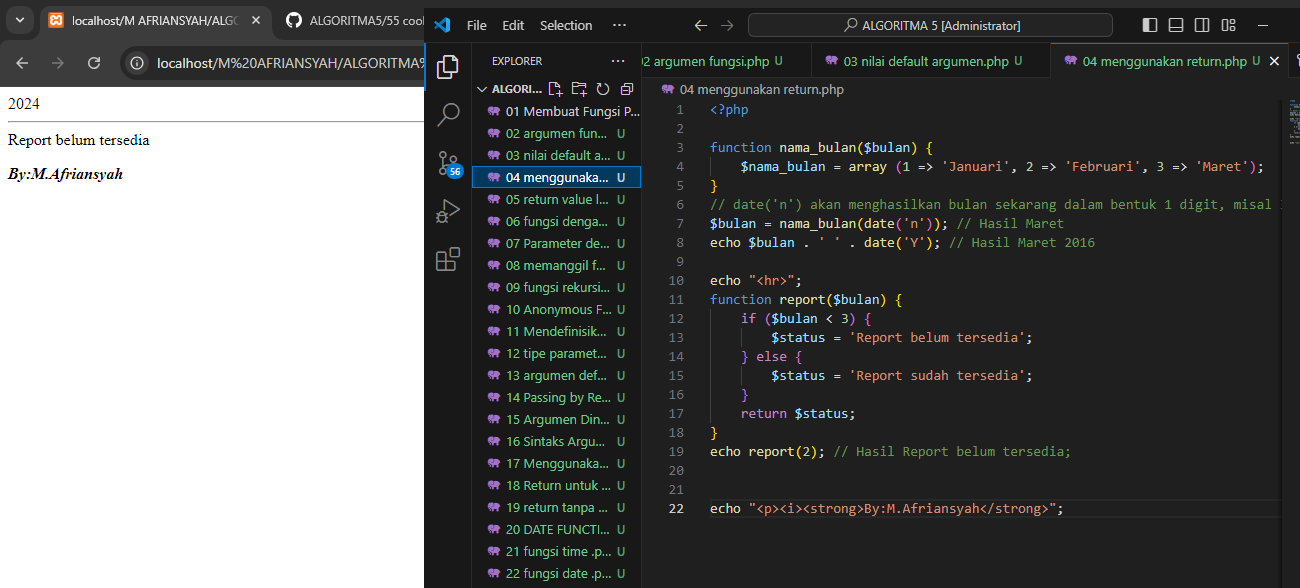 localhost/M AFRIANSYAH/ALGO
ALGORITMA5/55 cook
localhost/M%20AFRIANSYAH/ALGORITMA%
2024
Report belum tersedia
By:M.Afriansyah
File Edit Selection ···
ALGORITMA 5 [Administrator]
EXPLORER ···
ALGORI...
56
01 Membuat Fungsi P...
02 argumen fun... U
03 nilai default a... U
04 menggunaka... U
05 return value l... U
06 fungsi denga... U
07 Parameter de... U
08 memanggil f... U
09 fungsi rekursi... U
10 Anonymous F... U
11 Mendefinisik... U
12 tipe paramet... U
13 argumen def... U
14 Passing by Re... U
15 Argumen Din... U
16 Sintaks Argu... U
17 Menggunaka... U
18 Return untuk ... U
19 return tanpa ... U
20 DATE FUNCTI... U
21 fungsi time .p... U
22 fungsi date .p... U
02 argumen fungsi.php U
03 nilai default argumen.php U
04 menggunakan return.php U
04 menggunakan return.php
1 <?php
2
3 function nama_bulan($bulan) {
4 $nama_bulan = array (1 => 'Januari', 2 => 'Februari', 3 => 'Maret');
5 }
6 // date('n') akan menghasilkan bulan sekarang dalam bentuk 1 digit, misal
7 $bulan = nama_bulan(date('n')); // Hasil Maret
8 echo $bulan . ' ' . date('Y'); // Hasil Maret 2016
9
10 echo "<hr>";
11 function report($bulan) {
12 if ($bulan < 3) {
13 $status = 'Report belum tersedia';
14 } else {
15 $status = 'Report sudah tersedia';
16 }
17 return $status;
18 }
19 echo report(2); // Hasil Report belum tersedia;
20
21
22 echo "<p><i><strong>By:M.Afriansyah</strong>";